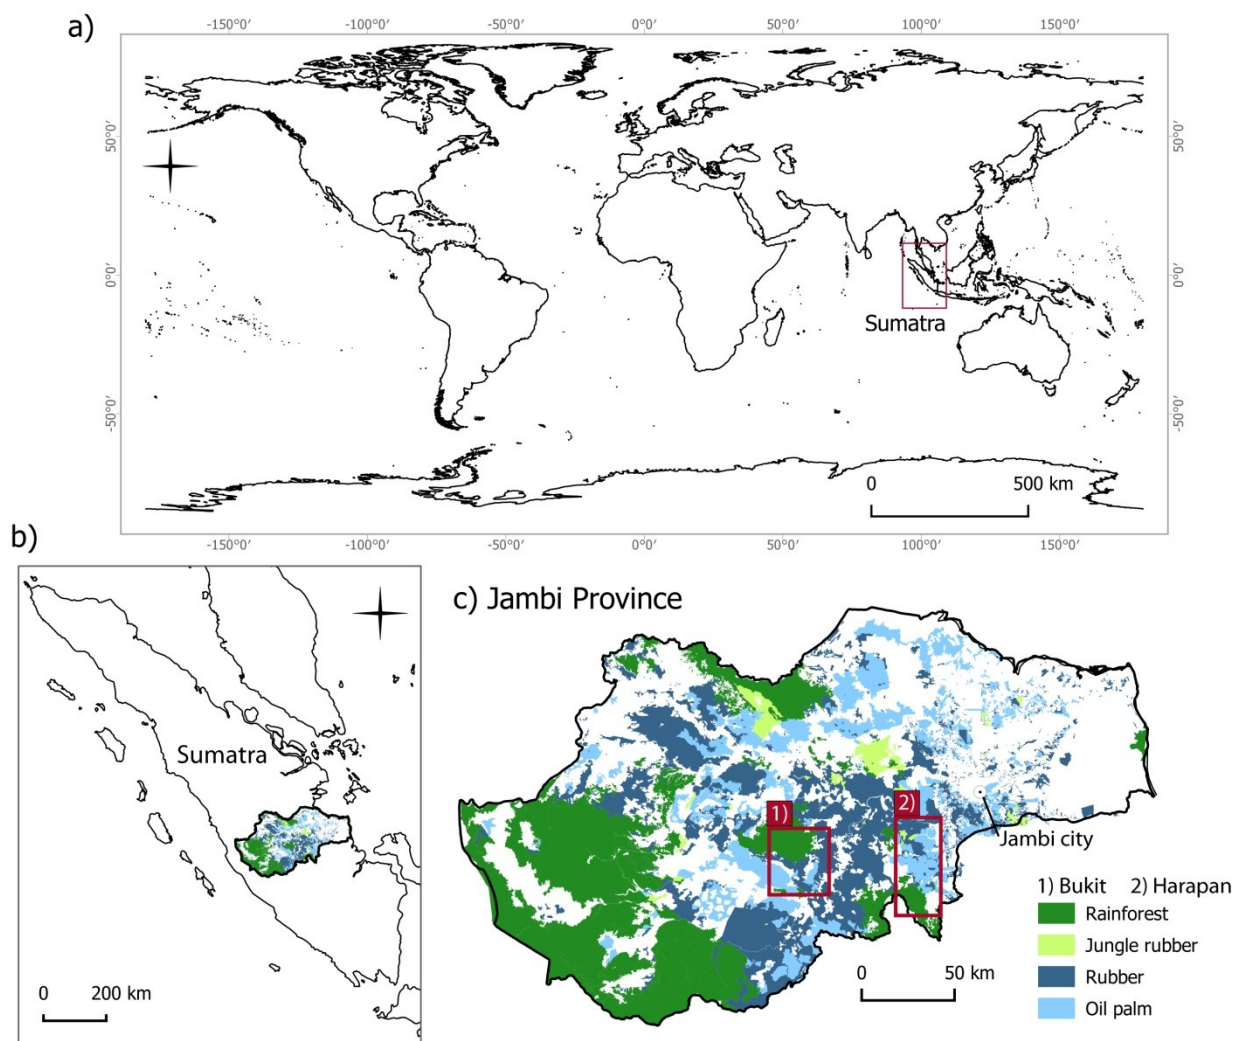 a)
-150°0' -100°0' -50°0' 0°0' 50°0' 100°0' 150°0'
50°0' 50°0'
0°0' 0°0'
-50°0' -50°0'
Sumatra
0 500 km
-150°0' -100°0' -50°0' 0°0' 50°0' 100°0' 150°0'
b)
Sumatra
0 200 km
c) Jambi Province
1)
2)
Jambi city
1) Bukit 2) Harapan
Rainforest
Jungle rubber
Rubber
Oil palm
0 50 km